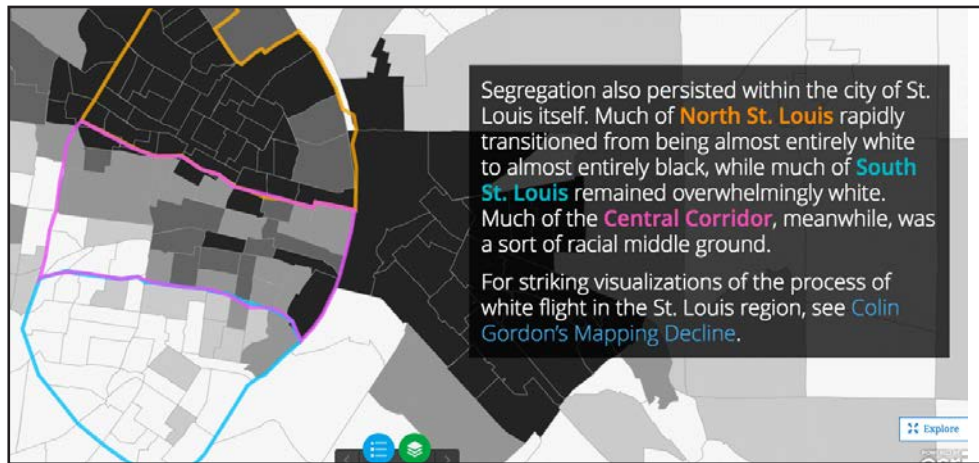 Segregation also persisted within the city of St.
Louis itself. Much of North St. Louis rapidly
transitioned from being almost entirely white
to almost entirely black, while much of South
St. Louis remained overwhelmingly white.
Much of the Central Corridor, meanwhile, was
a sort of racial middle ground.
For striking visualizations of the process of
white flight in the St. Louis region, see Colin
Gordon's Mapping Decline.
Explore